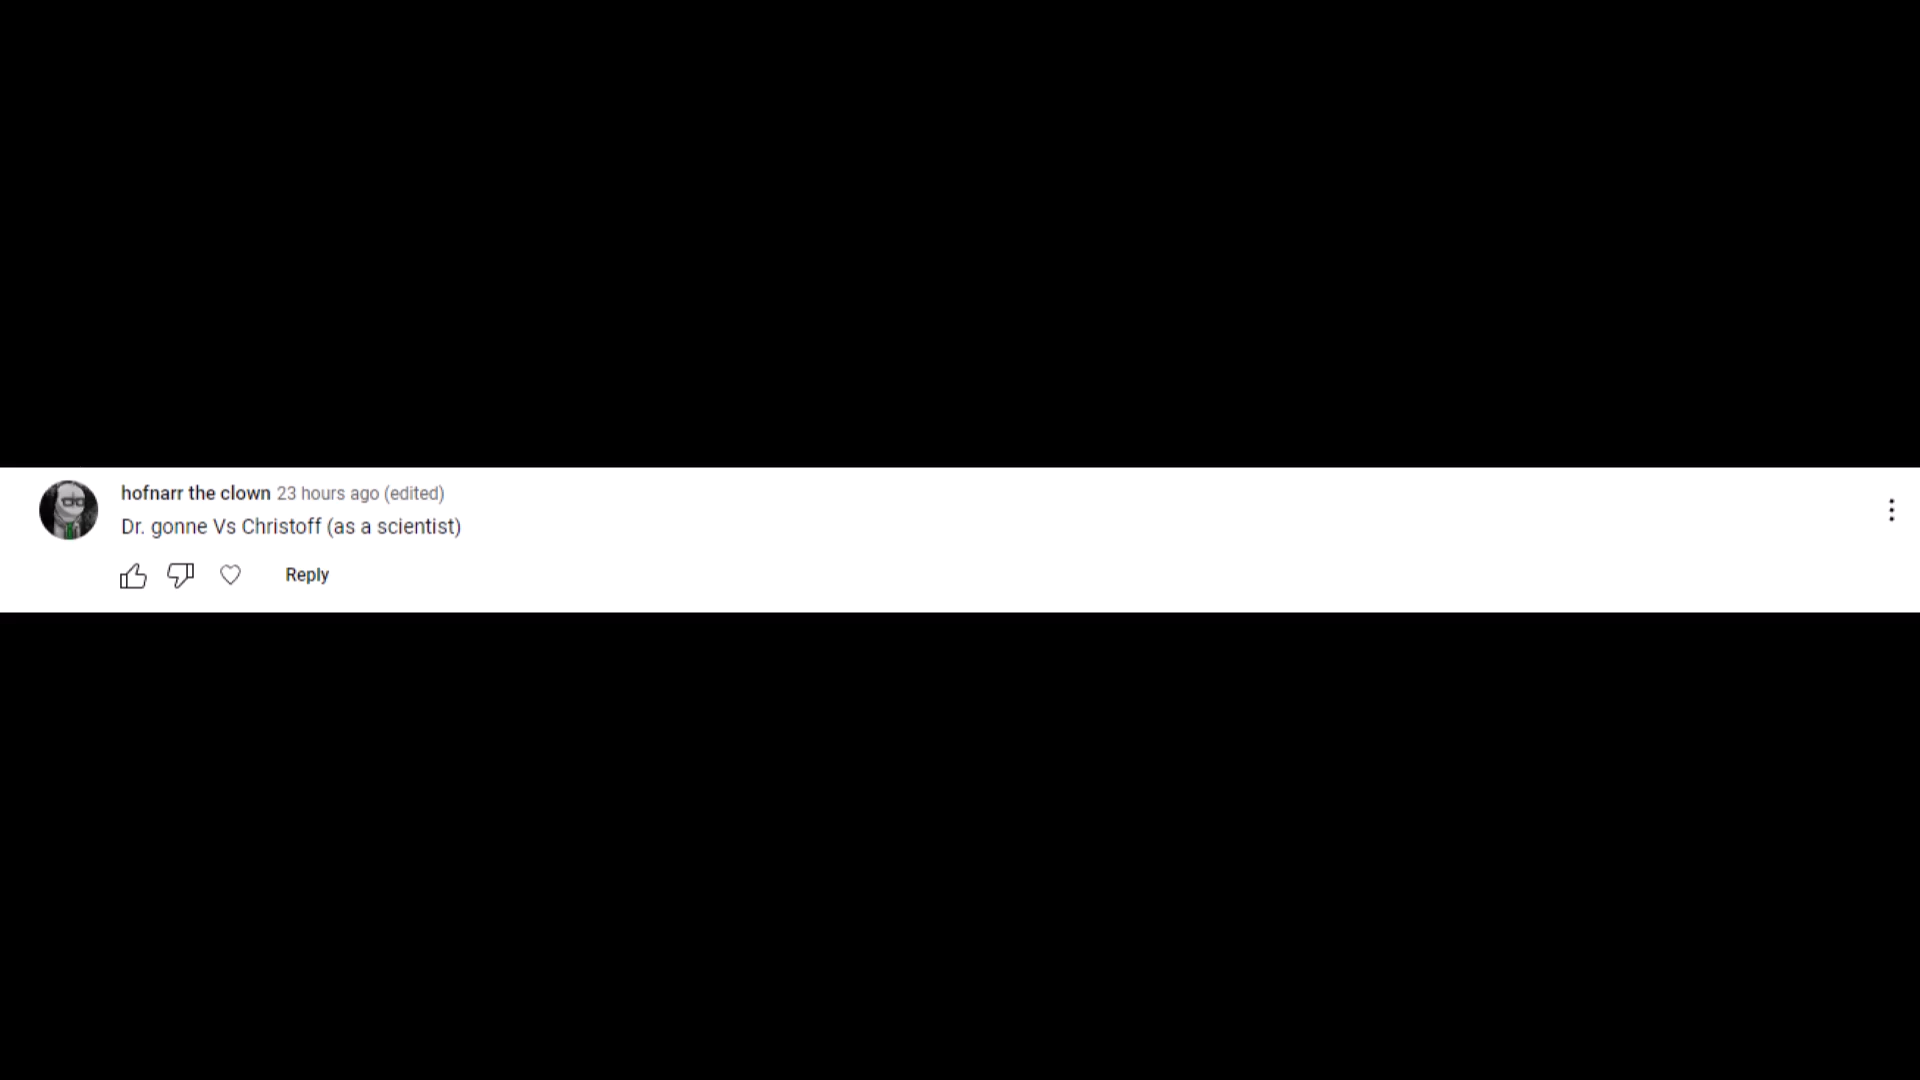 hofnarr the clown 23 hours ago (edited)
Dr. gonne Vs Christoff (as a scientist)
Reply